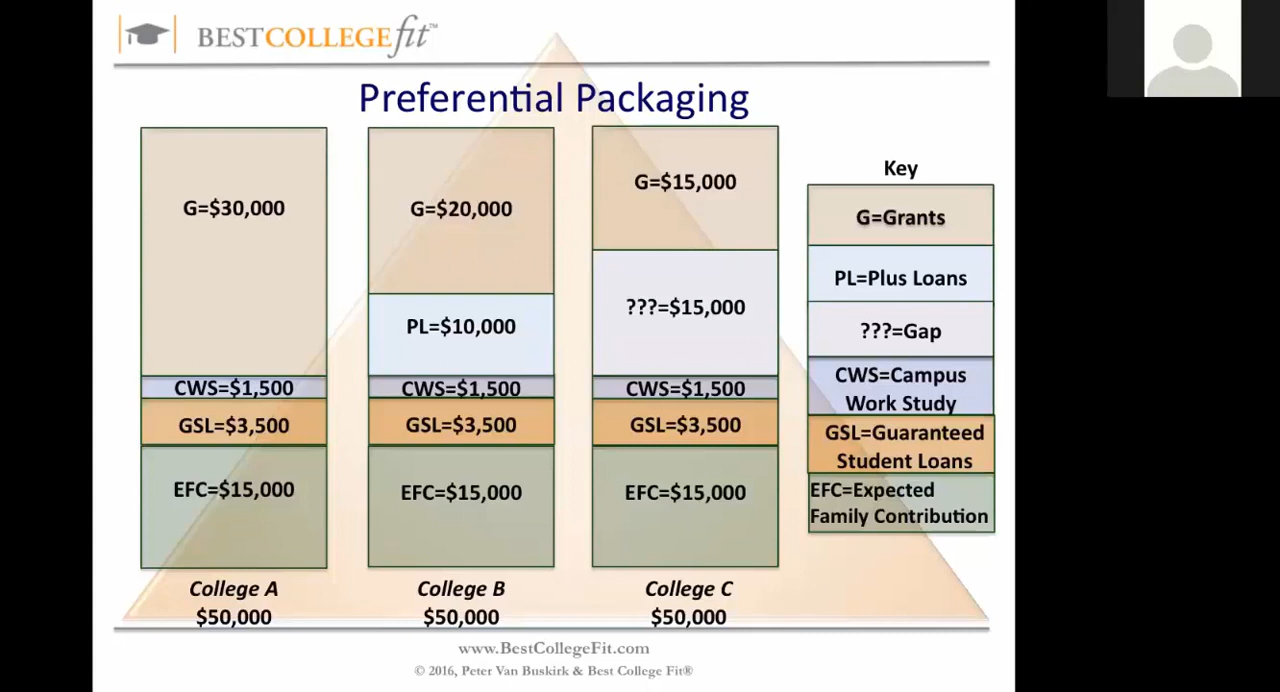 BESTCOLLEGEfit™
Preferential Packaging
G=$30,000
CWS=$1,500
GSL=$3,500
EFC=$15,000
College A
$50,000
G=$20,000
PL=$10,000
CWS=$1,500
GSL=$3,500
EFC=$15,000
College B
$50,000
G=$15,000
???=$15,000
CWS=$1,500
GSL=$3,500
EFC=$15,000
College C
$50,000
Key
G=Grants
PL=Plus Loans
???=Gap
CWS=Campus
Work Study
GSL=Guaranteed
Student Loans
EFC=Expected
Family Contribution
www.BestCollegeFit.com
© 2016, Peter Van Buskirk & Best College Fit®